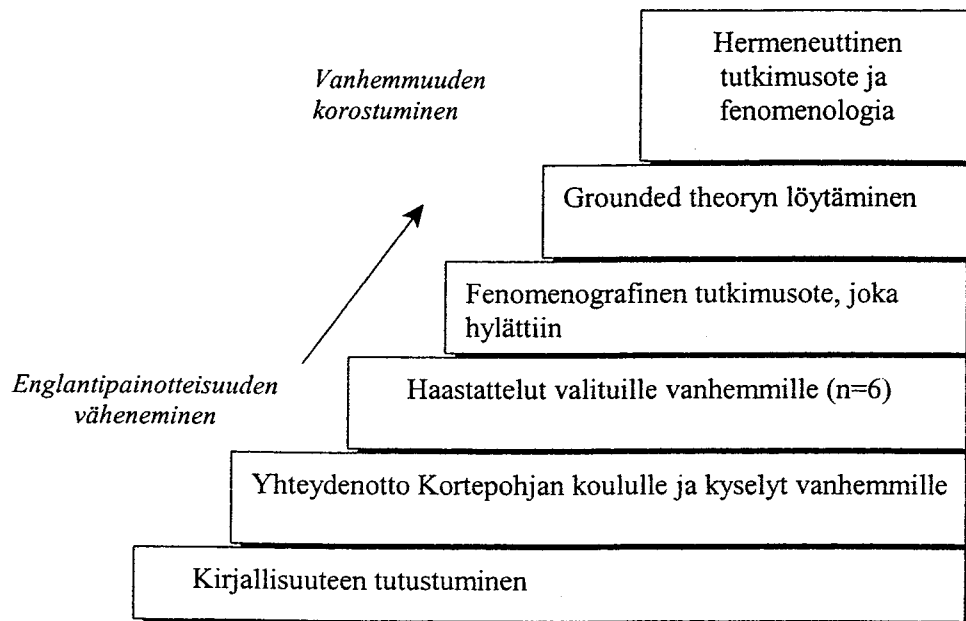 Hermeneuttinen
tutkimusote ja
fenomenologia
Vanhemmuuden
korostuminen
Grounded theoryn löytäminen
Fenomenografinen tutkimusote, joka
hylättiin
Englantipainotteisuuden
väheneminen
Haastattelut valituille vanhemmille (n=6)
Yhteydenotto Kortepohjan koululle ja kyselyt vanhemmille
Kirjallisuuteen tutustuminen